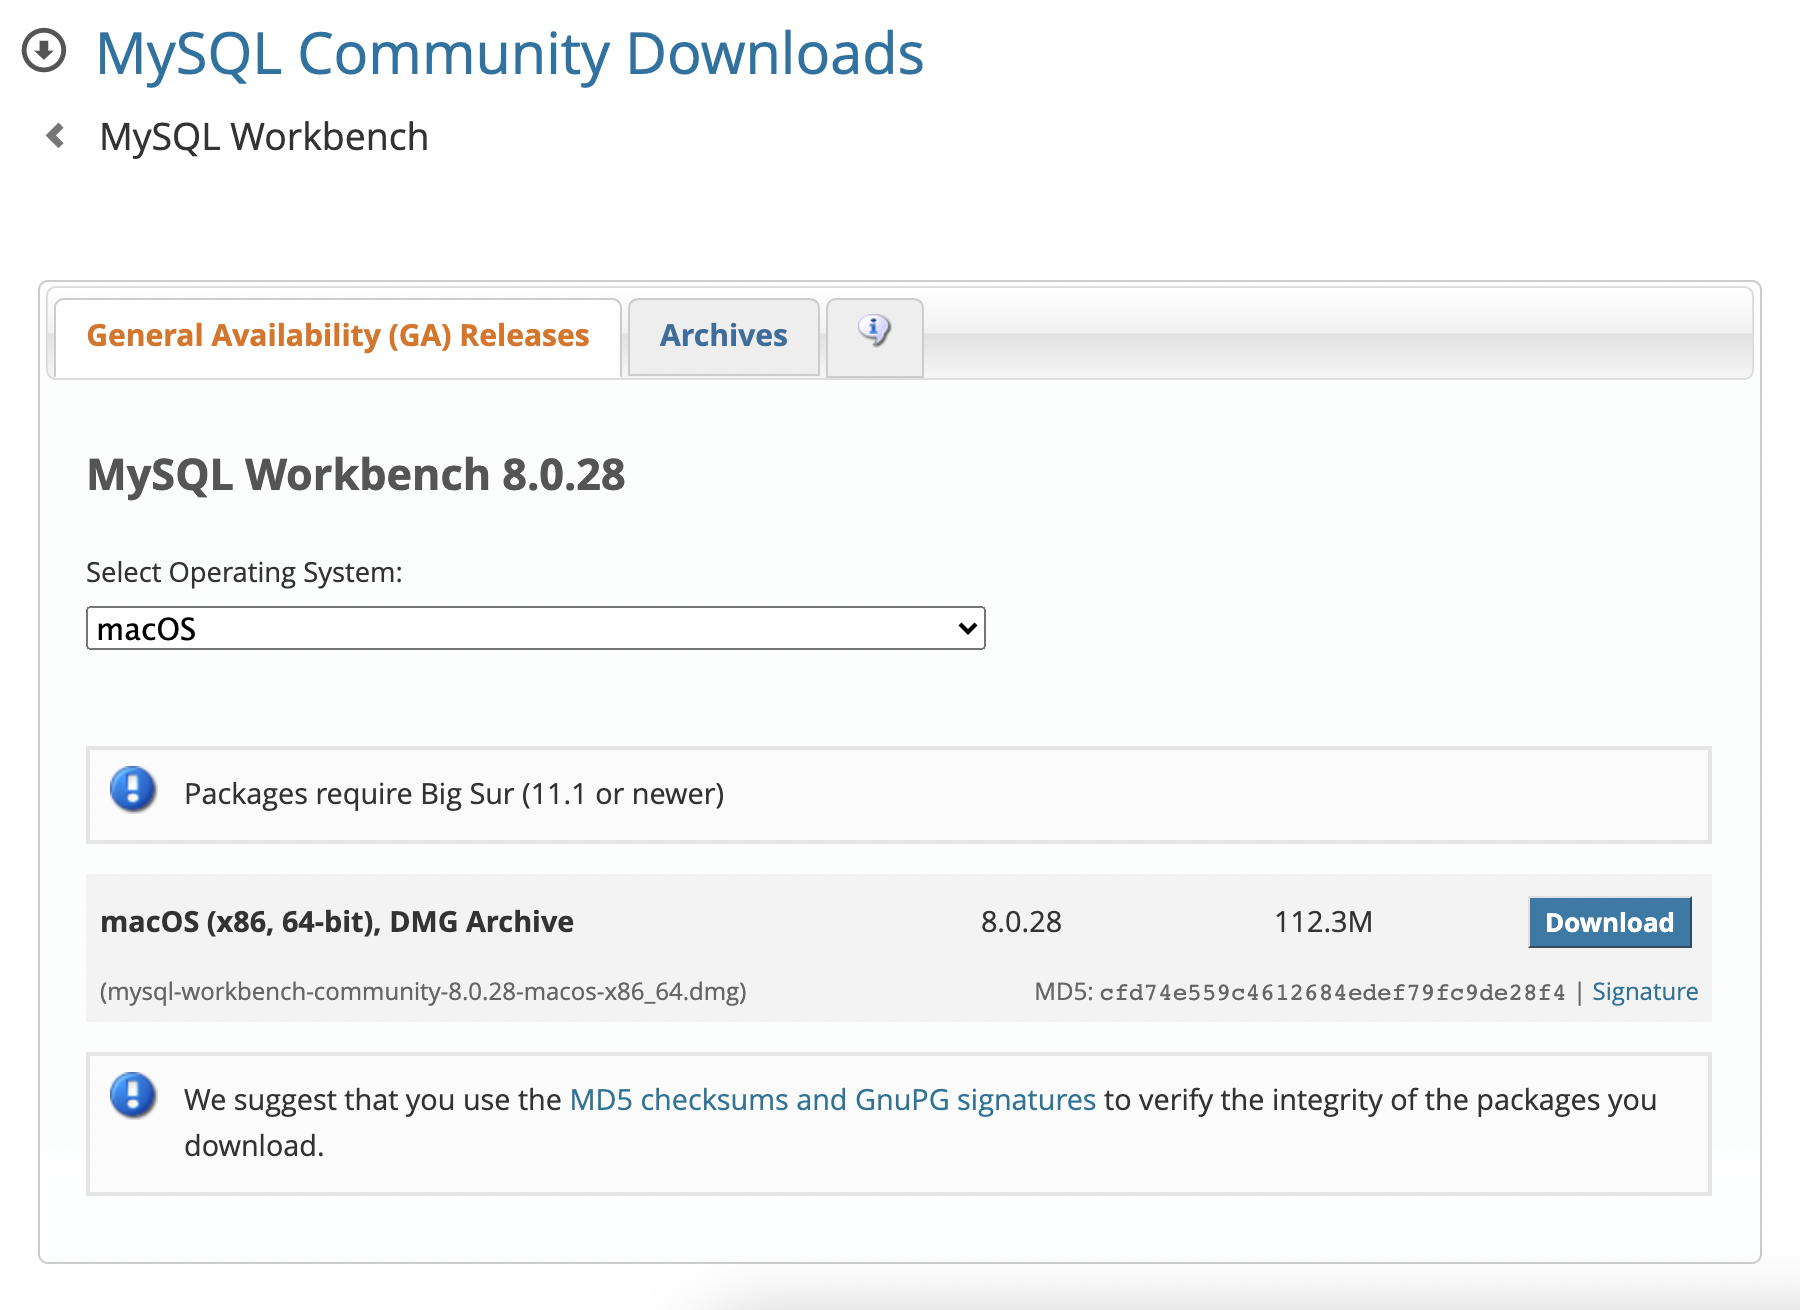 MySQL Community Downloads
MySQL Workbench
General Availability (GA) Releases
Archives
i
MySQL Workbench 8.0.28
Select Operating System:
macOS
Packages require Big Sur (11.1 or newer)
macOS (x86, 64-bit), DMG Archive 8.0.28 112.3M Download
(mysql-workbench-community-8.0.28-macos-x86_64.dmg) MD5: cfd74e559c4612684edef79fc9de28f4 | Signature
We suggest that you use the MD5 checksums and GnuPG signatures to verify the integrity of the packages you
download.